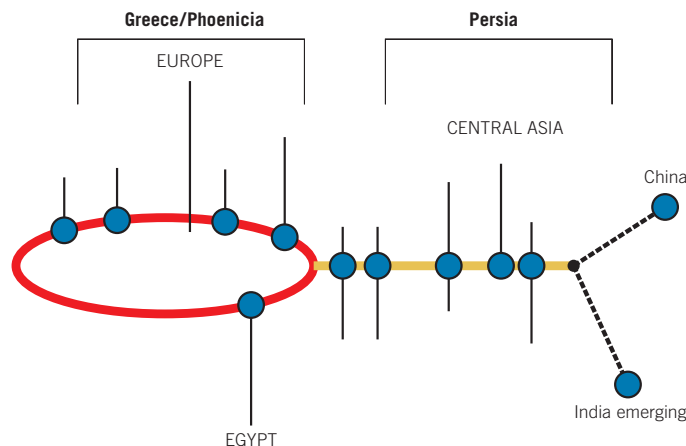 Greece/Phoenicia
Persia
EUROPE
CENTRAL ASIA
China
India emerging
EGYPT